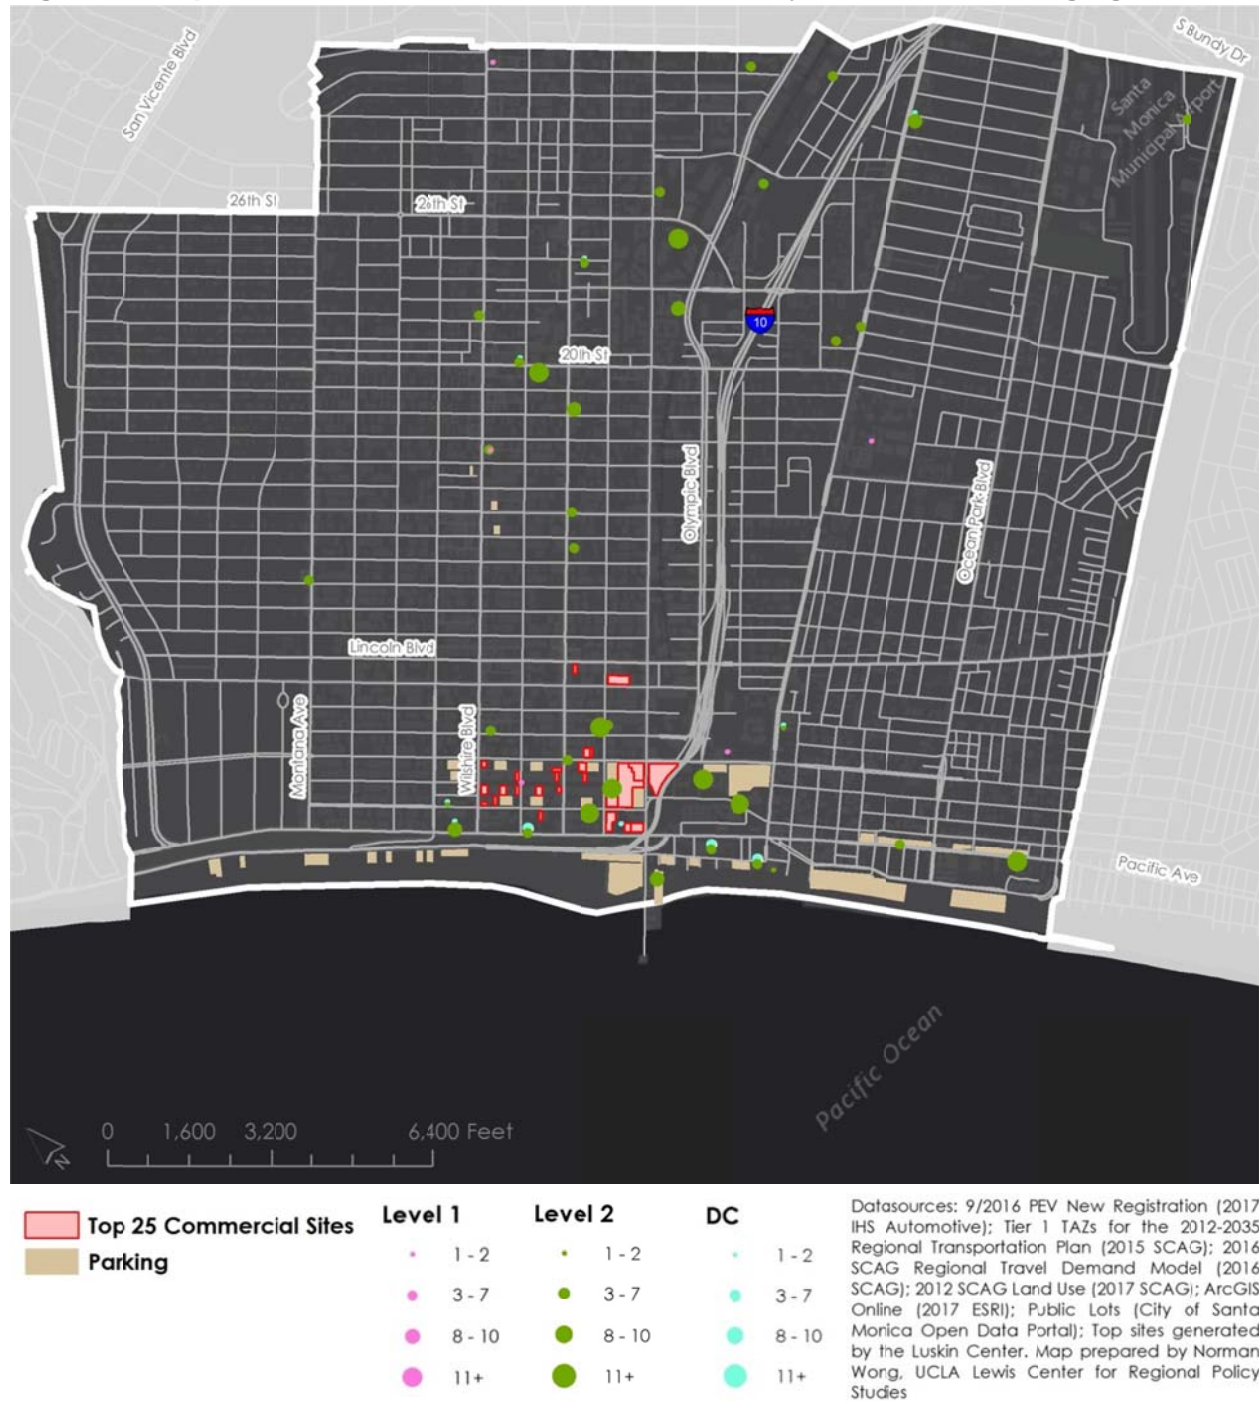 San Vicente Blvd
S Bundy Dr
Santa
Monica
Municipal Airport
26th St
26th St
10
20th St
Olympic Blvd
Ocean Park Blvd
Lincoln Blvd
Montana Ave
Wilshire Blvd
Pacific Ave
Pacific Ocean
N
0 1,600 3,200 6,400 Feet
Top 25 Commercial Sites
Parking
Level 1
1 - 2
3 - 7
8 - 10
11+
Level 2
1 - 2
3 - 7
8 - 10
11+
DC
1 - 2
3 - 7
8 - 10
11+
Datasources: 9/2016 PEV New Registration (2017
IHS Automotive); Tier 1 TAZs for the 2012-2035
Regional Transportation Plan (2015 SCAG); 2016
SCAG Regional Travel Demand Model (2016
SCAG); 2012 SCAG Land Use (2017 SCAG); ArcGIS
Online (2017 ESRI); Public Lots (City of Santa
Monica Open Data Portal); Top sites generated
by the Luskin Center. Map prepared by Norman
Wong, UCLA Lewis Center for Regional Policy
Studies